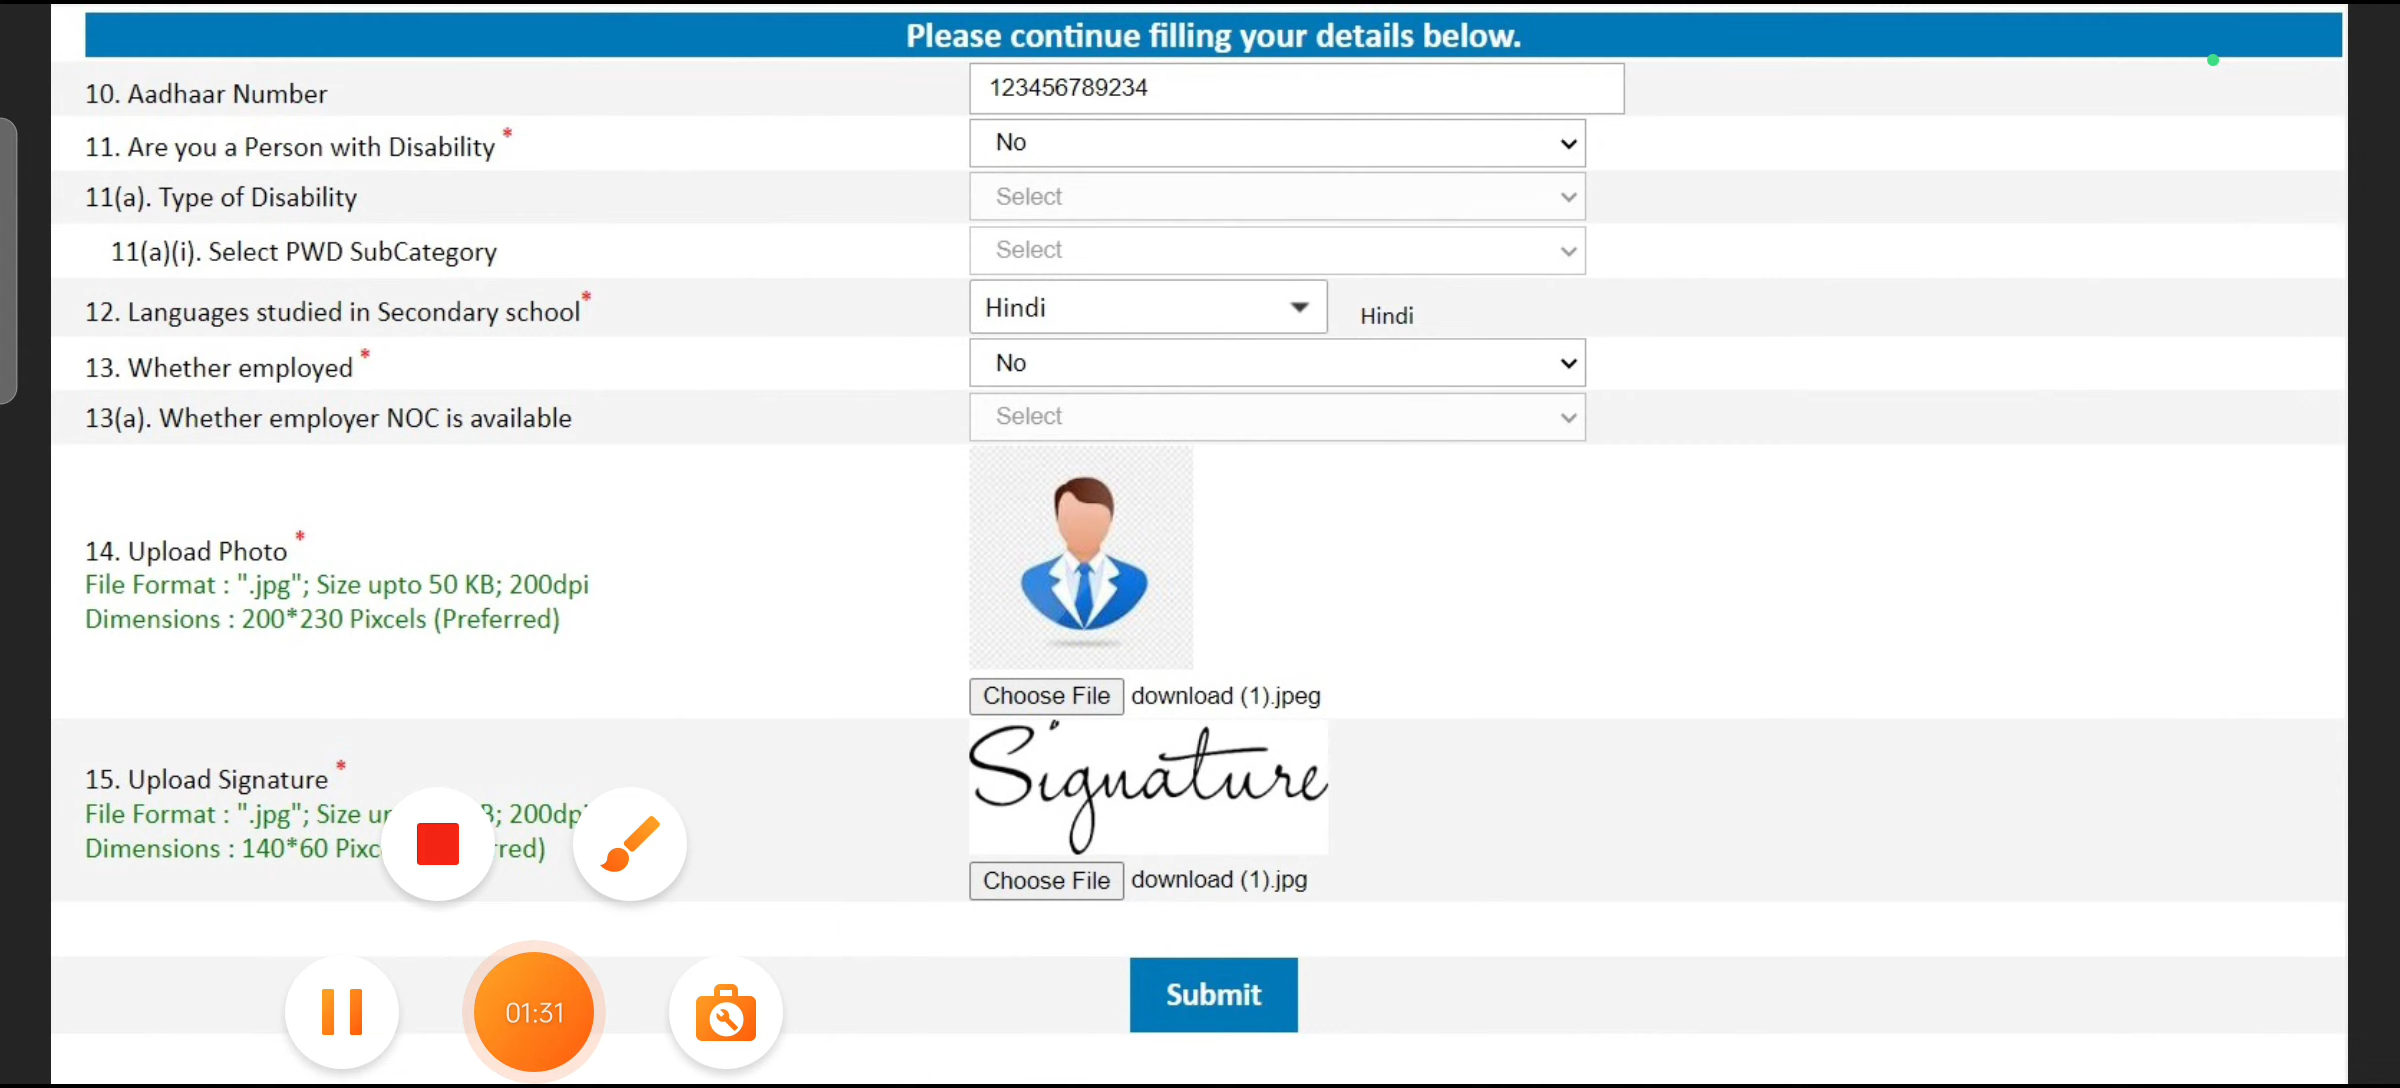 Please continue filling your details below.
10. Aadhaar Number
123456789234
11. Are you a Person with Disability *
No
11(a). Type of Disability
Select
11(a)(i). Select PWD SubCategory
Select
12. Languages studied in Secondary school*
Hindi
Hindi
13. Whether employed *
No
13(a). Whether employer NOC is available
Select
14. Upload Photo *
File Format : ".jpg"; Size upto 50 KB; 200dpi
Dimensions : 200*230 Pixcels (Preferred)
Choose File download (1).jpeg
Signature
15. Upload Signature *
File Format : ".jpg"; Size B; 200dpi
Dimensions : 140*60
Choose File download (1).jpg
Submit
01:31